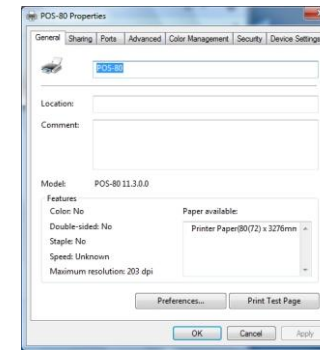 POS-80 Properties
General Sharing Ports Advanced Color Management Security Device Settings
POS-80
Location:
Comment:
Model: POS-80 11.3.0.0
Features
Color: No
Double-sided: No
Staple: No
Speed: Unknown
Maximum resolution: 203 dpi
Paper available:
Printer Paper(80(72) x 3276mm
Preferences... Print Test Page
OK Cancel Apply